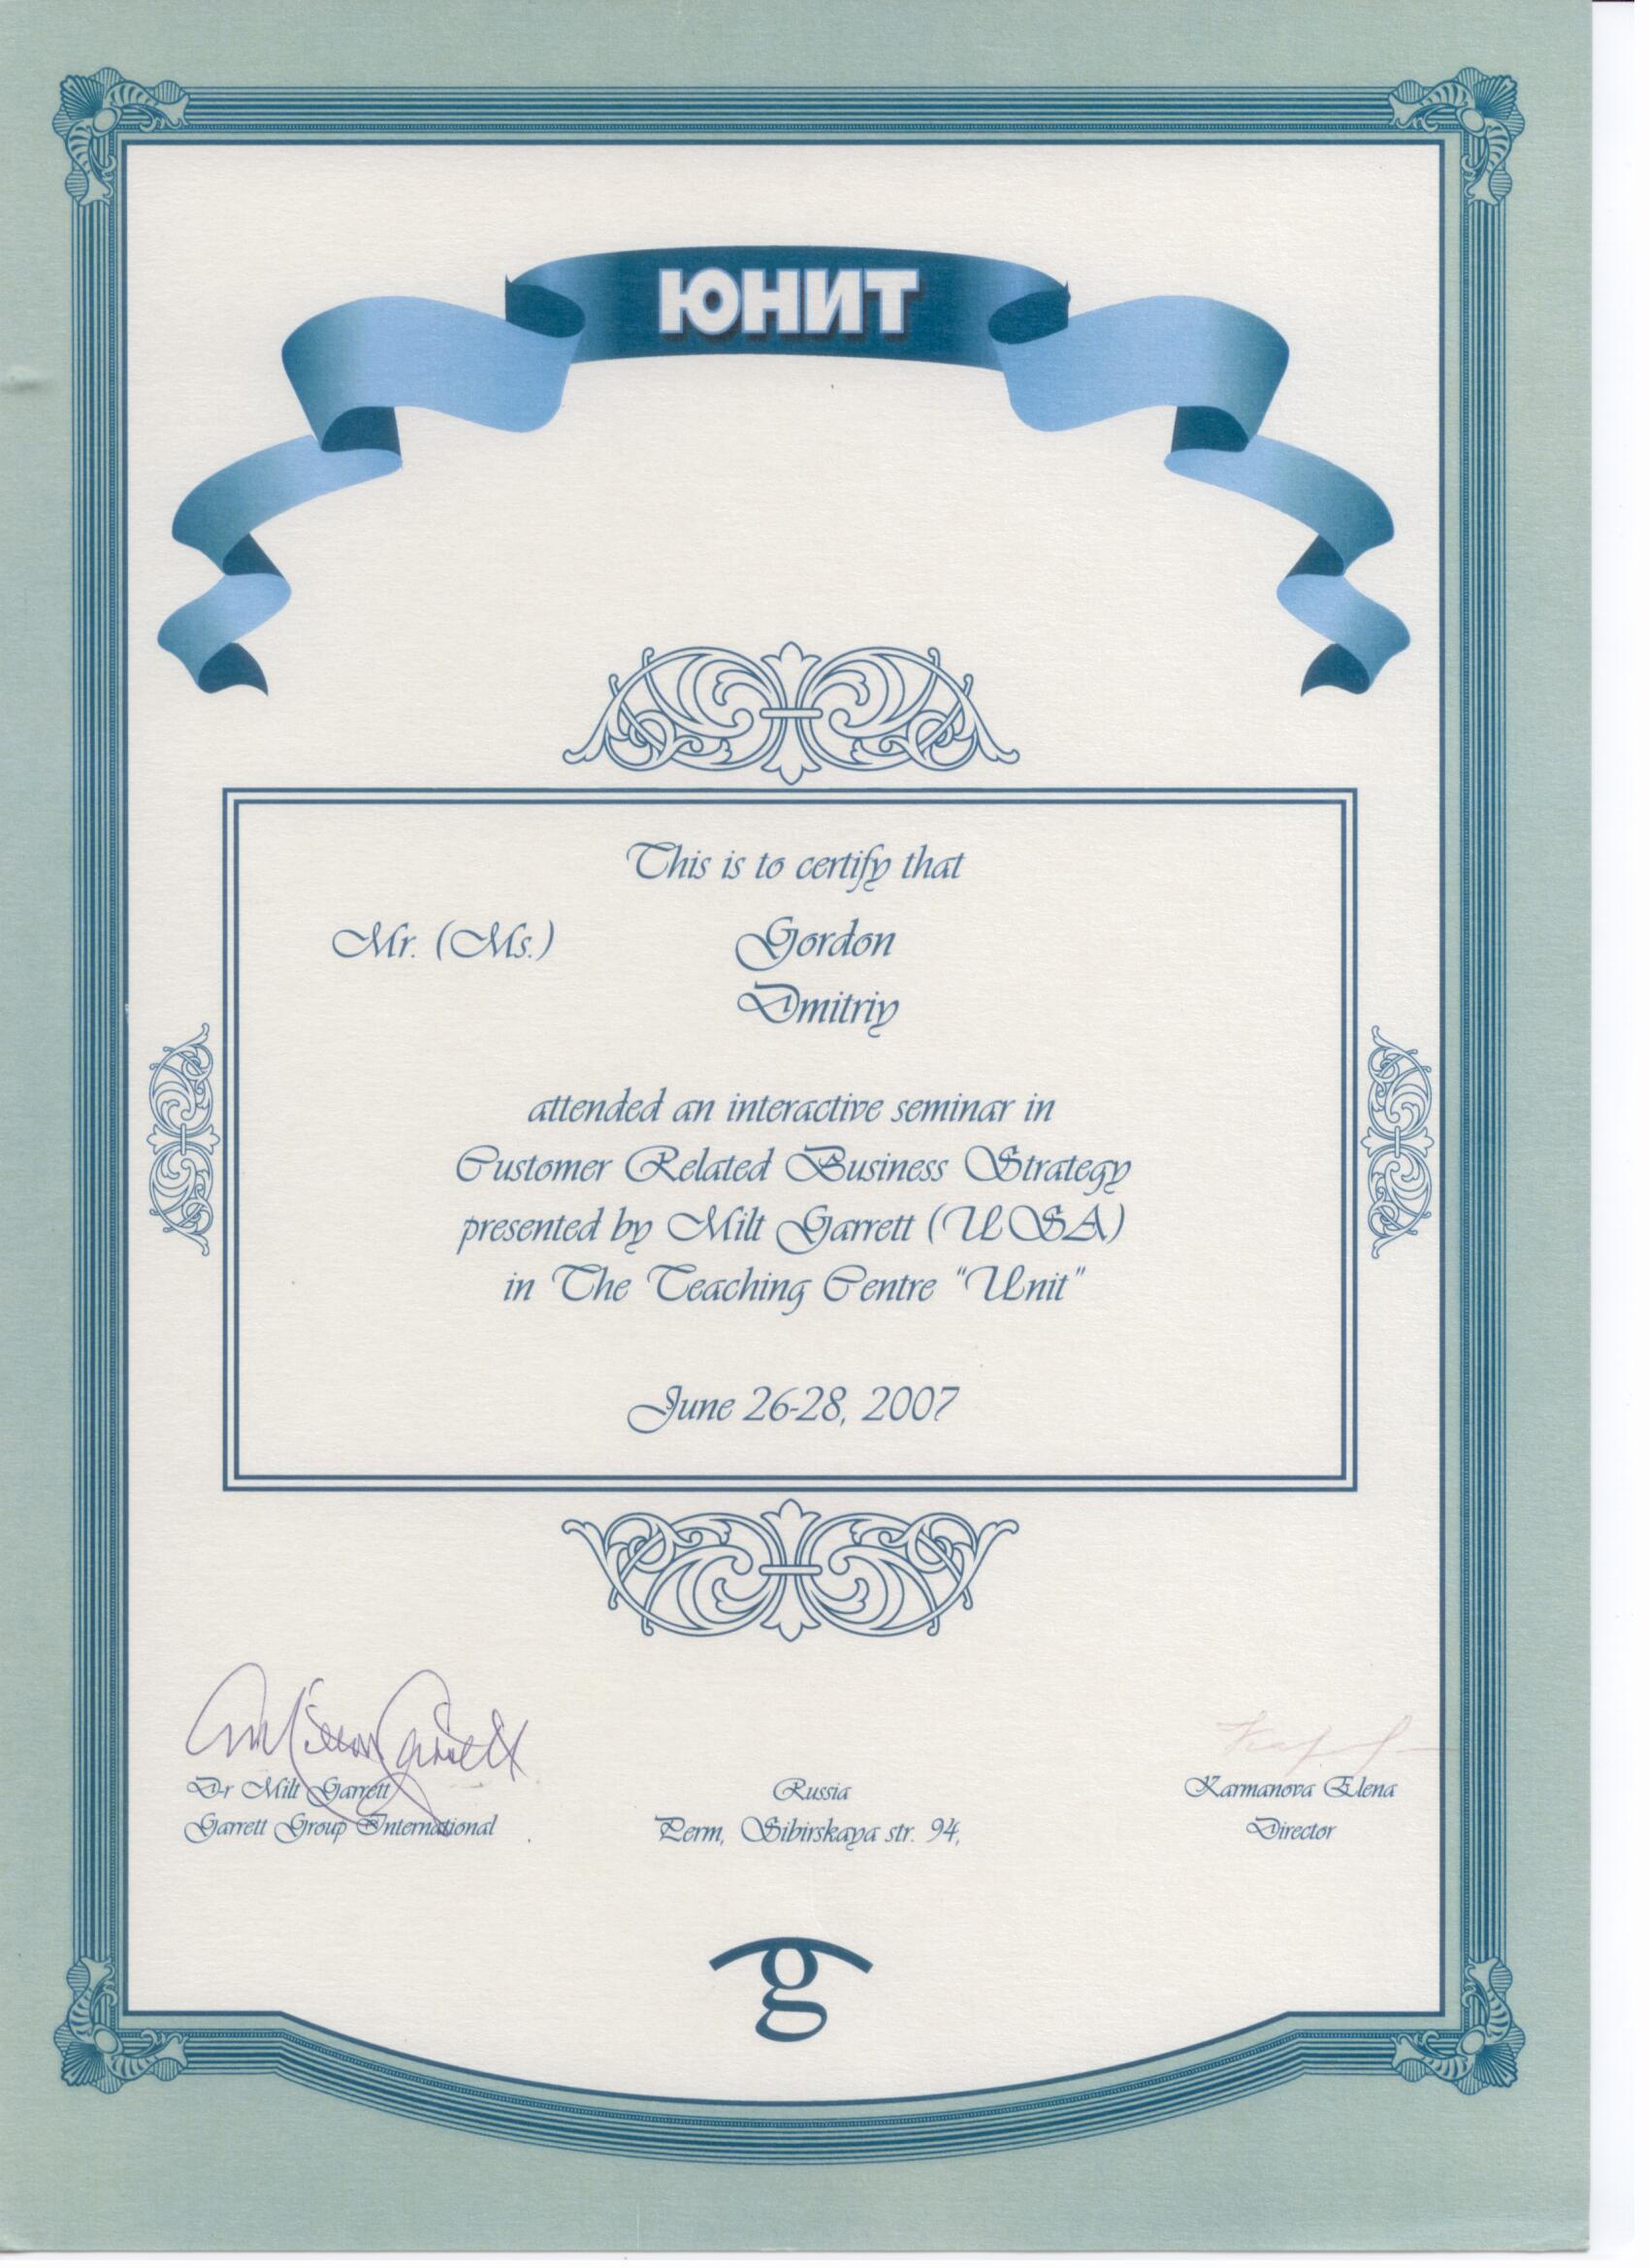 ЮНИТ
This is to certify that
Mr. (Ms.) Gordon
Dmitriy
attended an interactive seminar in
Customer Related Business Strategy
presented by Milt Garrett (USA)
in The Teaching Centre "Unit"
June 26-28, 2007
Dr Milt Garrett
Garrett Group International
Russia
Perm, Sibirskaya str. 94,
Karmanova Elena
Director
g